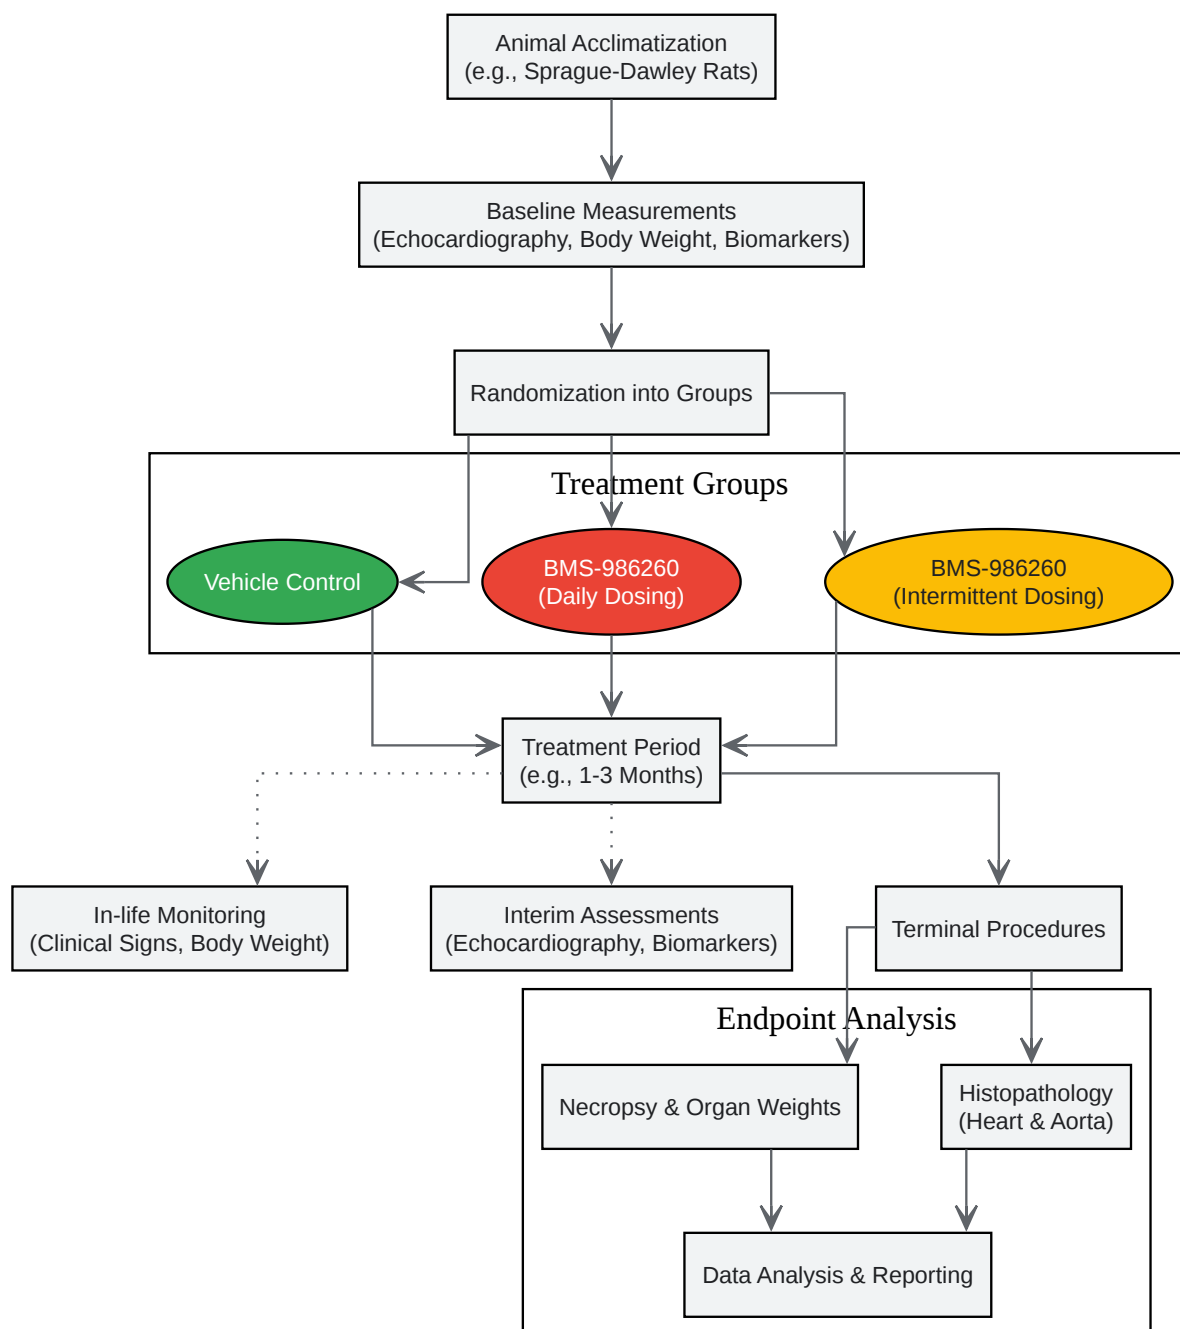 Animal Acclimatization
(e.g., Sprague-Dawley Rats)
Baseline Measurements
(Echocardiography, Body Weight, Biomarkers)
Randomization into Groups
Treatment Groups
Vehicle Control
BMS-986260
(Daily Dosing)
BMS-986260
(Intermittent Dosing)
Treatment Period
(e.g., 1-3 Months)
In-life Monitoring
(Clinical Signs, Body Weight)
Interim Assessments
(Echocardiography, Biomarkers)
Terminal Procedures
Endpoint Analysis
Necropsy & Organ Weights
Histopathology
(Heart & Aorta)
Data Analysis & Reporting